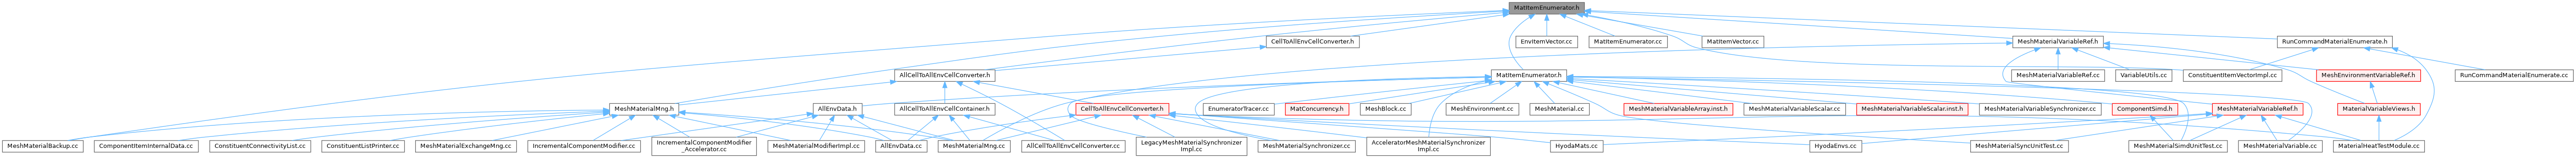 MatItemEnumerator.h
CellToAllEnvCellConverter.h
EnvItemVector.cc
MatItemEnumerator.cc
MatItemVector.cc
MeshMaterialVariableRef.h
RunCommandMaterialEnumerate.h
AllCellToAllEnvCellConverter.h
MatItemEnumerator.h
MeshMaterialVariableRef.cc
VariableUtils.cc
ConstituentItemVectorImpl.cc
MeshEnvironmentVariableRef.h
RunCommandMaterialEnumerate.cc
MeshMaterialMng.h
AllEnvData.h
AllCellToAllEnvCellContainer.h
CellToAllEnvCellConverter.h
EnumeratorTracer.cc
MatConcurrency.h
MeshBlock.cc
MeshEnvironment.cc
MeshMaterial.cc
MeshMaterialVariableArray.inst.h
MeshMaterialVariableScalar.cc
MeshMaterialVariableScalar.inst.h
MeshMaterialVariableSynchronizer.cc
ComponentSimd.h
MeshMaterialVariableRef.h
MaterialVariableViews.h
MeshMaterialBackup.cc
ComponentItemInternalData.cc
ConstituentConnectivityList.cc
ConstituentListPrinter.cc
MeshMaterialExchangeMng.cc
IncrementalComponentModifier.cc
IncrementalComponentModifier
_Accelerator.cc
MeshMaterialModifierImpl.cc
AllEnvData.cc
MeshMaterialMng.cc
AllCellToAllEnvCellConverter.cc
LegacyMeshMaterialSynchronizer
Impl.cc
MeshMaterialSynchronizer.cc
AcceleratorMeshMaterialSynchronizer
Impl.cc
HyodaMats.cc
HyodaEnvs.cc
MeshMaterialSyncUnitTest.cc
MeshMaterialSimdUnitTest.cc
MeshMaterialVariable.cc
MaterialHeatTestModule.cc